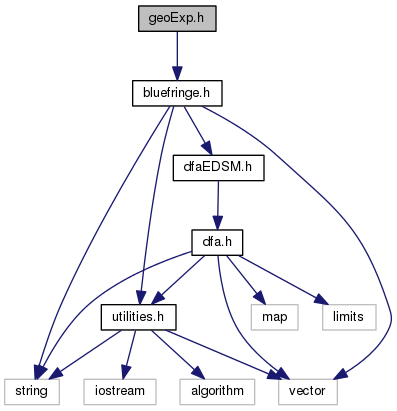 geoExp.h
bluefringe.h
dfaEDSM.h
dfa.h
utilities.h
map
limits
string
iostream
algorithm
vector